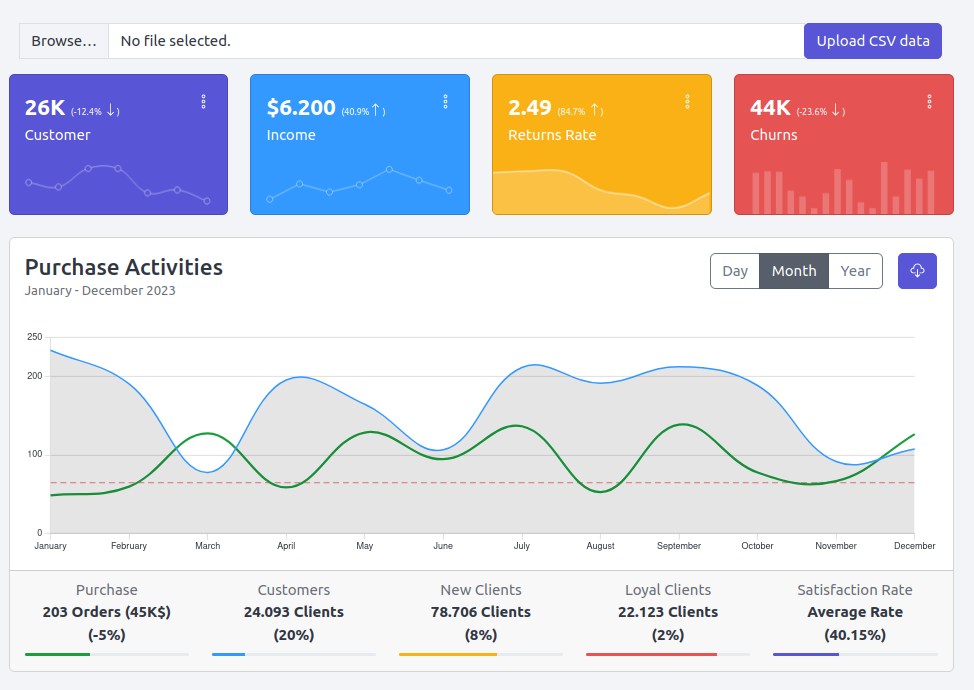 Browse… No file selected. Upload CSV data
26K (-12.4% ↓)
Customer
$6.200 (40.9% ↑)
Income
2.49 (84.7% ↑)
Returns Rate
44K (-23.6% ↓)
Churns
Purchase Activities
January - December 2023
Day Month Year
250
200
100
0
January February March April May June July August September October November December
Purchase
203 Orders (45K$)
(-5%)
Customers
24.093 Clients
(20%)
New Clients
78.706 Clients
(8%)
Loyal Clients
22.123 Clients
(2%)
Satisfaction Rate
Average Rate
(40.15%)